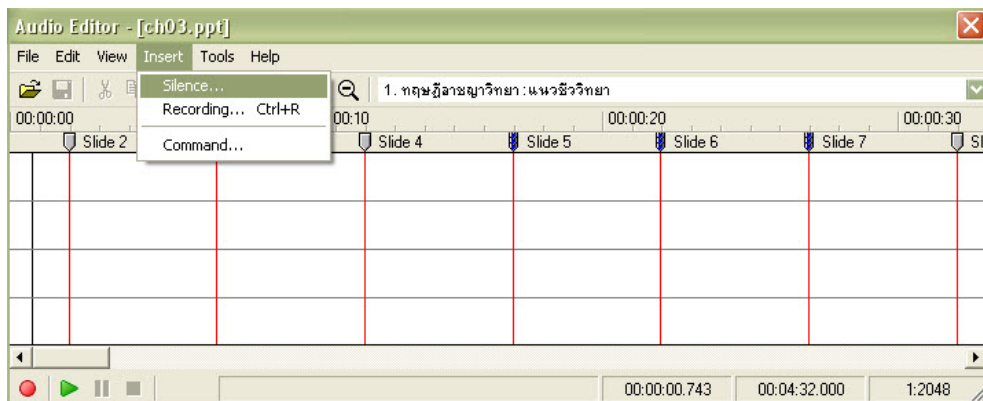 Audio Editor - [ch03.ppt]
File Edit View Insert Tools Help
Silence...
1. ทฤษฎีอาชญาวิทยา : แนวชีววิทยา
Recording... Ctrl+R
00:00:00 00:10 00:00:20 00:00:30
Slide 2 Command... Slide 4 Slide 5 Slide 6 Slide 7 Sl
00:00:00.743 00:04:32.000 1:2048